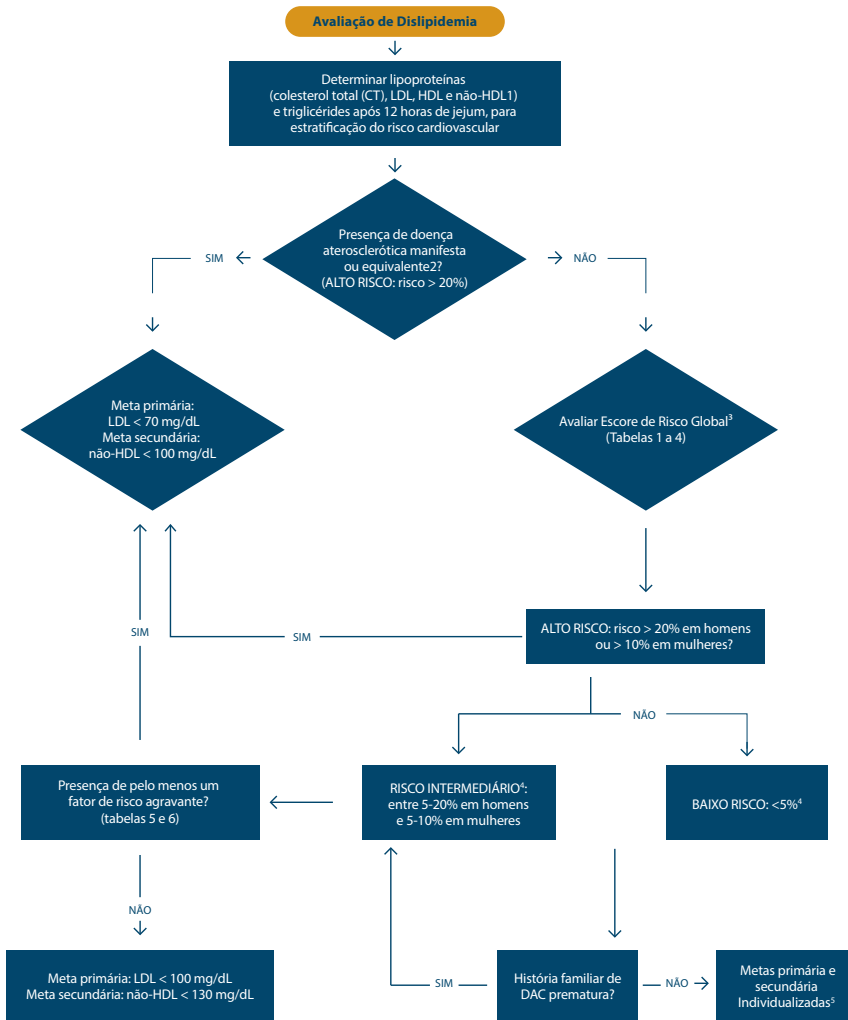 Avaliação de Dislipidemia
Determinar lipoproteínas
(colesterol total (CT), LDL, HDL e não-HDL1)
e triglicérides após 12 horas de jejum, para
estratificação do risco cardiovascular
Presença de doença
aterosclerótica manifesta
ou equivalente2?
(ALTO RISCO: risco > 20%)
SIM
NÃO
Meta primária:
LDL < 70 mg/dL
Meta secundária:
não-HDL < 100 mg/dL
Avaliar Escore de Risco Global³
(Tabelas 1 a 4)
ALTO RISCO: risco > 20% em homens
ou > 10% em mulheres?
SIM
SIM
NÃO
Presença de pelo menos um
fator de risco agravante?
(tabelas 5 e 6)
RISCO INTERMEDIÁRIO⁴:
entre 5-20% em homens
e 5-10% em mulheres
BAIXO RISCO: <5%⁴
NÃO
Meta primária: LDL < 100 mg/dL
Meta secundária: não-HDL < 130 mg/dL
SIM
História familiar de
DAC prematura?
NÃO
Metas primária e
secundária
Individualizadas⁵